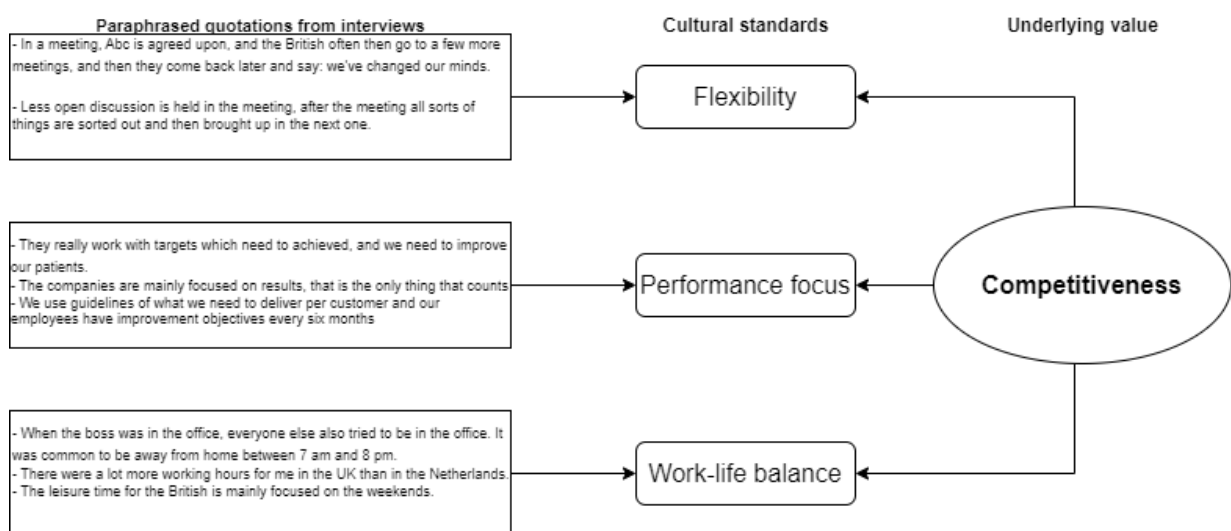 Paraphrased quotations from interviews
Cultural standards
Underlying value
- In a meeting, Abc is agreed upon, and the British often then go to a few more
meetings, and then they come back later and say: we've changed our minds.
- Less open discussion is held in the meeting, after the meeting all sorts of
things are sorted out and then brought up in the next one.
Flexibility
- They really work with targets which need to achieved, and we need to improve
our patients.
- The companies are mainly focused on results, that is the only thing that counts
- We use guidelines of what we need to deliver per customer and our
employees have improvement objectives every six months
Performance focus
Competitiveness
- When the boss was in the office, everyone else also tried to be in the office. It
was common to be away from home between 7 am and 8 pm.
- There were a lot more working hours for me in the UK than in the Netherlands.
- The leisure time for the British is mainly focused on the weekends.
Work-life balance